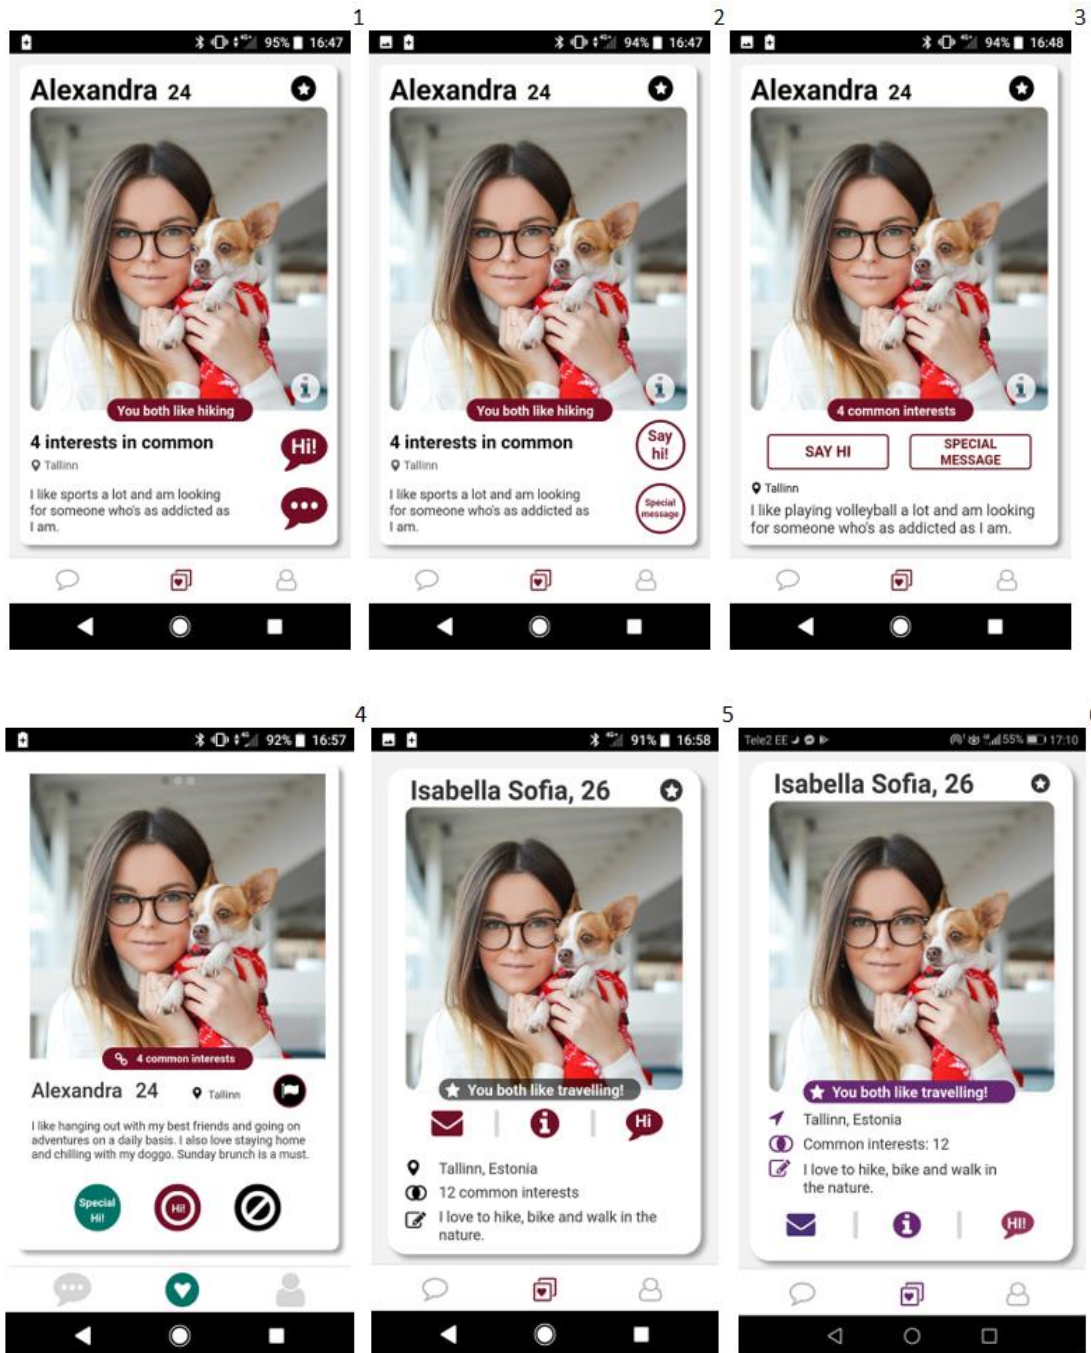 1
95% 16:47
Alexandra 24
You both like hiking
4 interests in common
Hi!
Tallinn
I like sports a lot and am looking
for someone who's as addicted as
I am.
2
94% 16:47
Alexandra 24
You both like hiking
4 interests in common
Say
hi!
Tallinn
I like sports a lot and am looking
for someone who's as addicted as
I am.
Special
message
3
94% 16:48
Alexandra 24
4 common interests
SAY HI
SPECIAL
MESSAGE
Tallinn
I like playing volleyball a lot and am looking
for someone who's as addicted as I am.
4
92% 16:57
4 common interests
Alexandra 24
Tallinn
I like hanging out with my best friends and going on
adventures on a daily basis. I also love staying home
and chilling with my doggo. Sunday brunch is a must.
Special
Hi!
Hi!
5
91% 16:58
Isabella Sofia, 26
You both like travelling!
Hi
Tallinn, Estonia
12 common interests
I love to hike, bike and walk in the
nature.
Tele2 EE
55% 17:10
Isabella Sofia, 26
You both like travelling!
Tallinn, Estonia
Common interests: 12
I love to hike, bike and walk in
the nature.
HI!